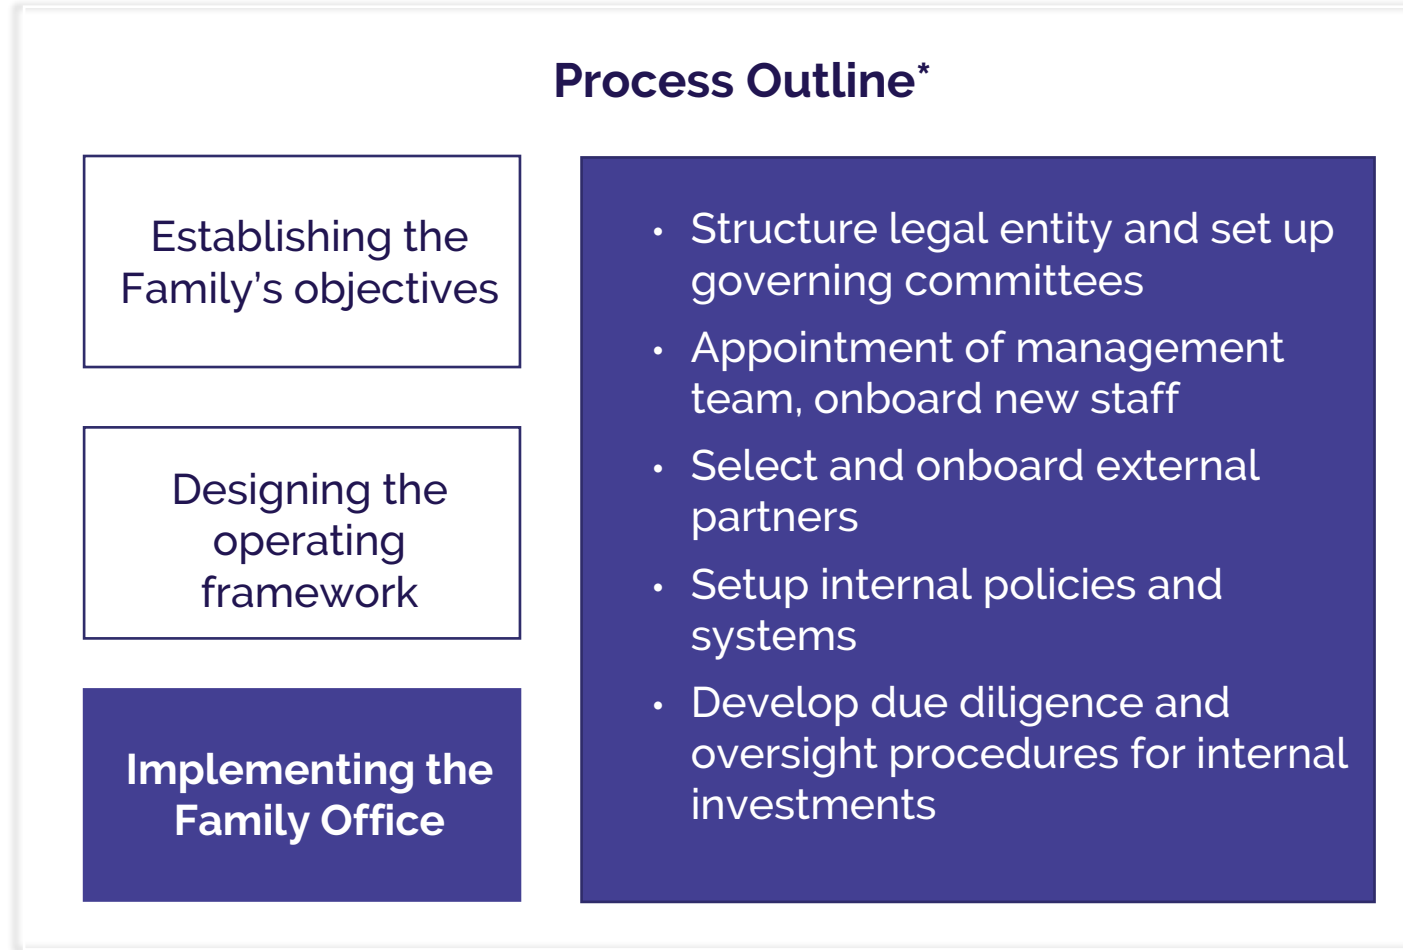 Process Outline*
Establishing the
Family’s objectives
Designing the
operating
framework
Implementing the
Family Office
• Structure legal entity and set up
governing committees
• Appointment of management
team, onboard new staff
• Select and onboard external
partners
• Setup internal policies and
systems
• Develop due diligence and
oversight procedures for internal
investments